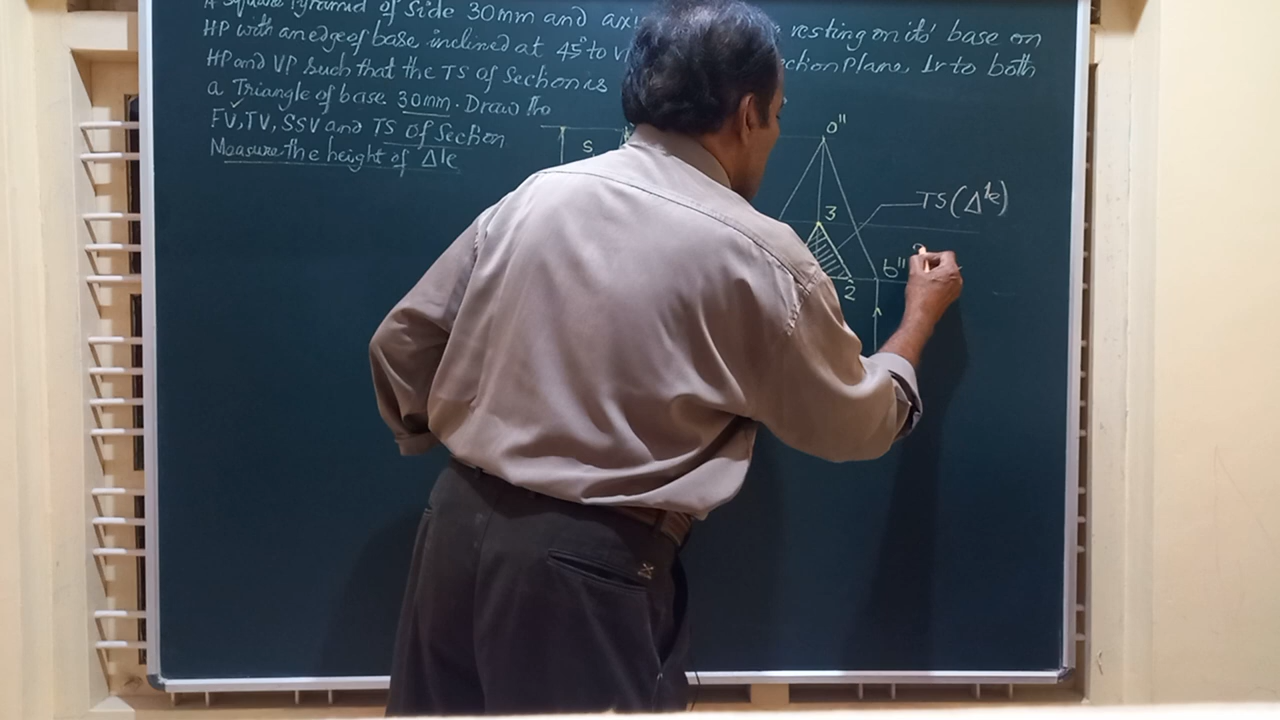 A Square Pyramid of Side 30mm and axis resting on its' base on
HP with an edge of base inclined at 45° to Section Plane ⊥r to both
HP and VP Such that the TS of Section is
a Triangle of base 30mm. Draw the
FV, TV, SSV and TS of Section
Measure the height of Δle
S
o''
TS (Δle)
3
b''
2